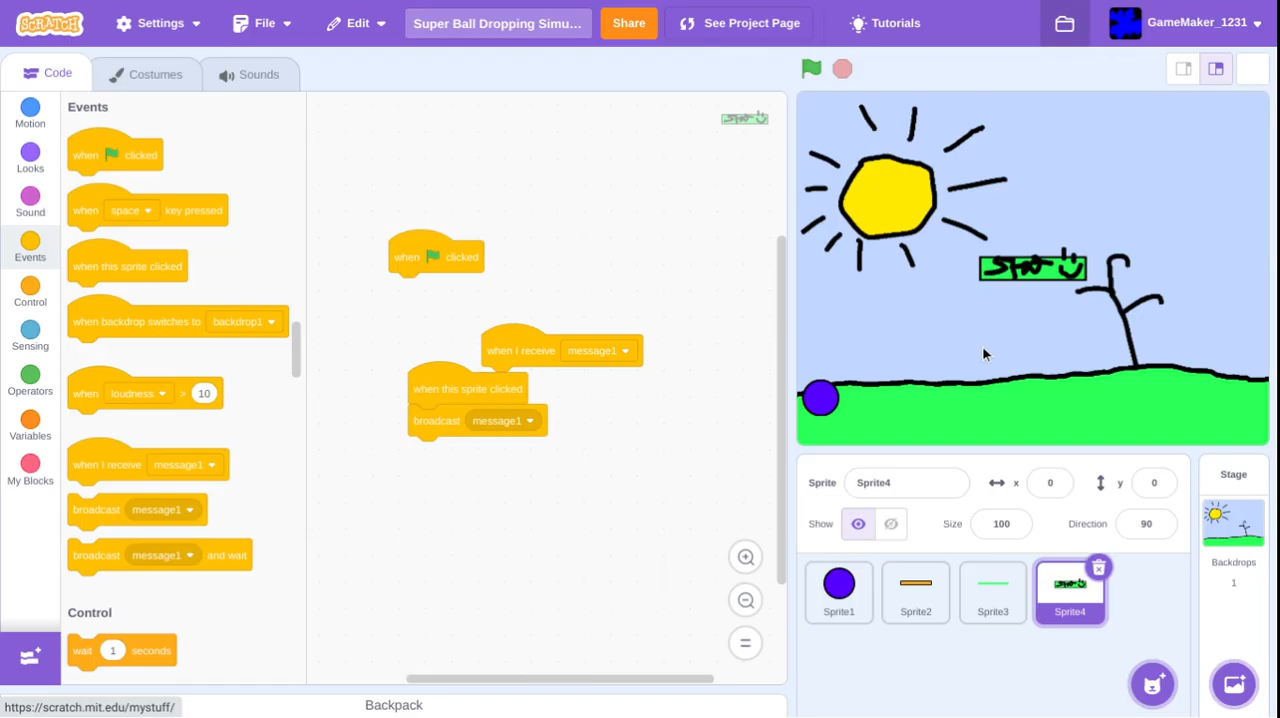 SCRATCH Settings File Edit Super Ball Dropping Simu... Share See Project Page Tutorials GameMaker_1231
Code Costumes Sounds
Motion
Looks
Sound
Events
Control
Sensing
Operators
Variables
My Blocks
Events
when clicked
when space key pressed
when this sprite clicked
when backdrop switches to backdrop1
when loudness > 10
when I receive message1
broadcast message1
broadcast message1 and wait
Control
wait 1 seconds
when clicked
when I receive message1
when this sprite clicked
broadcast message1
Sprite Sprite4 x 0 y 0
Show Size 100 Direction 90
Sprite1 Sprite2 Sprite3 Sprite4
Stage
Backdrops
1
Backpack
https://scratch.mit.edu/mystuff/